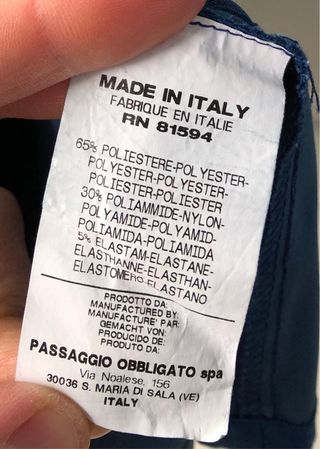 MADE IN ITALY
FABRIQUE EN ITALIE
RN 81594
65% POLIESTERE-POLYESTER-
POLYESTER-POLYESTER-
POLIESTER-POLIESTER
30% POLIAMMIDE-NYLON-
POLYAMIDE-POLYAMID-
POLIAMIDA-POLIAMIDA
5% ELASTAM-ELASTANE-
ELASTHANNE-ELASTHAN-
ELASTOMERO-ELASTANO
PRODOTTO DA:
MANUFACTURED BY:
MANUFACTURE' PAR:
GEMACHT VON:
PRODUCIDO DE:
PRODUTO DA:
PASSAGGIO OBBLIGATO spa
Via Noalese, 156
30036 S. MARIA DI SALA (VE)
ITALY